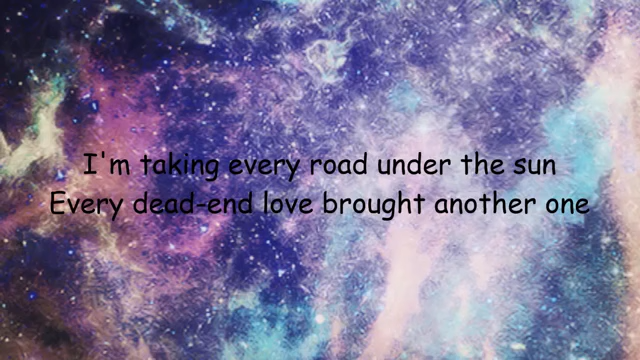 I'm taking every road under the sun
Every dead-end love brought another one